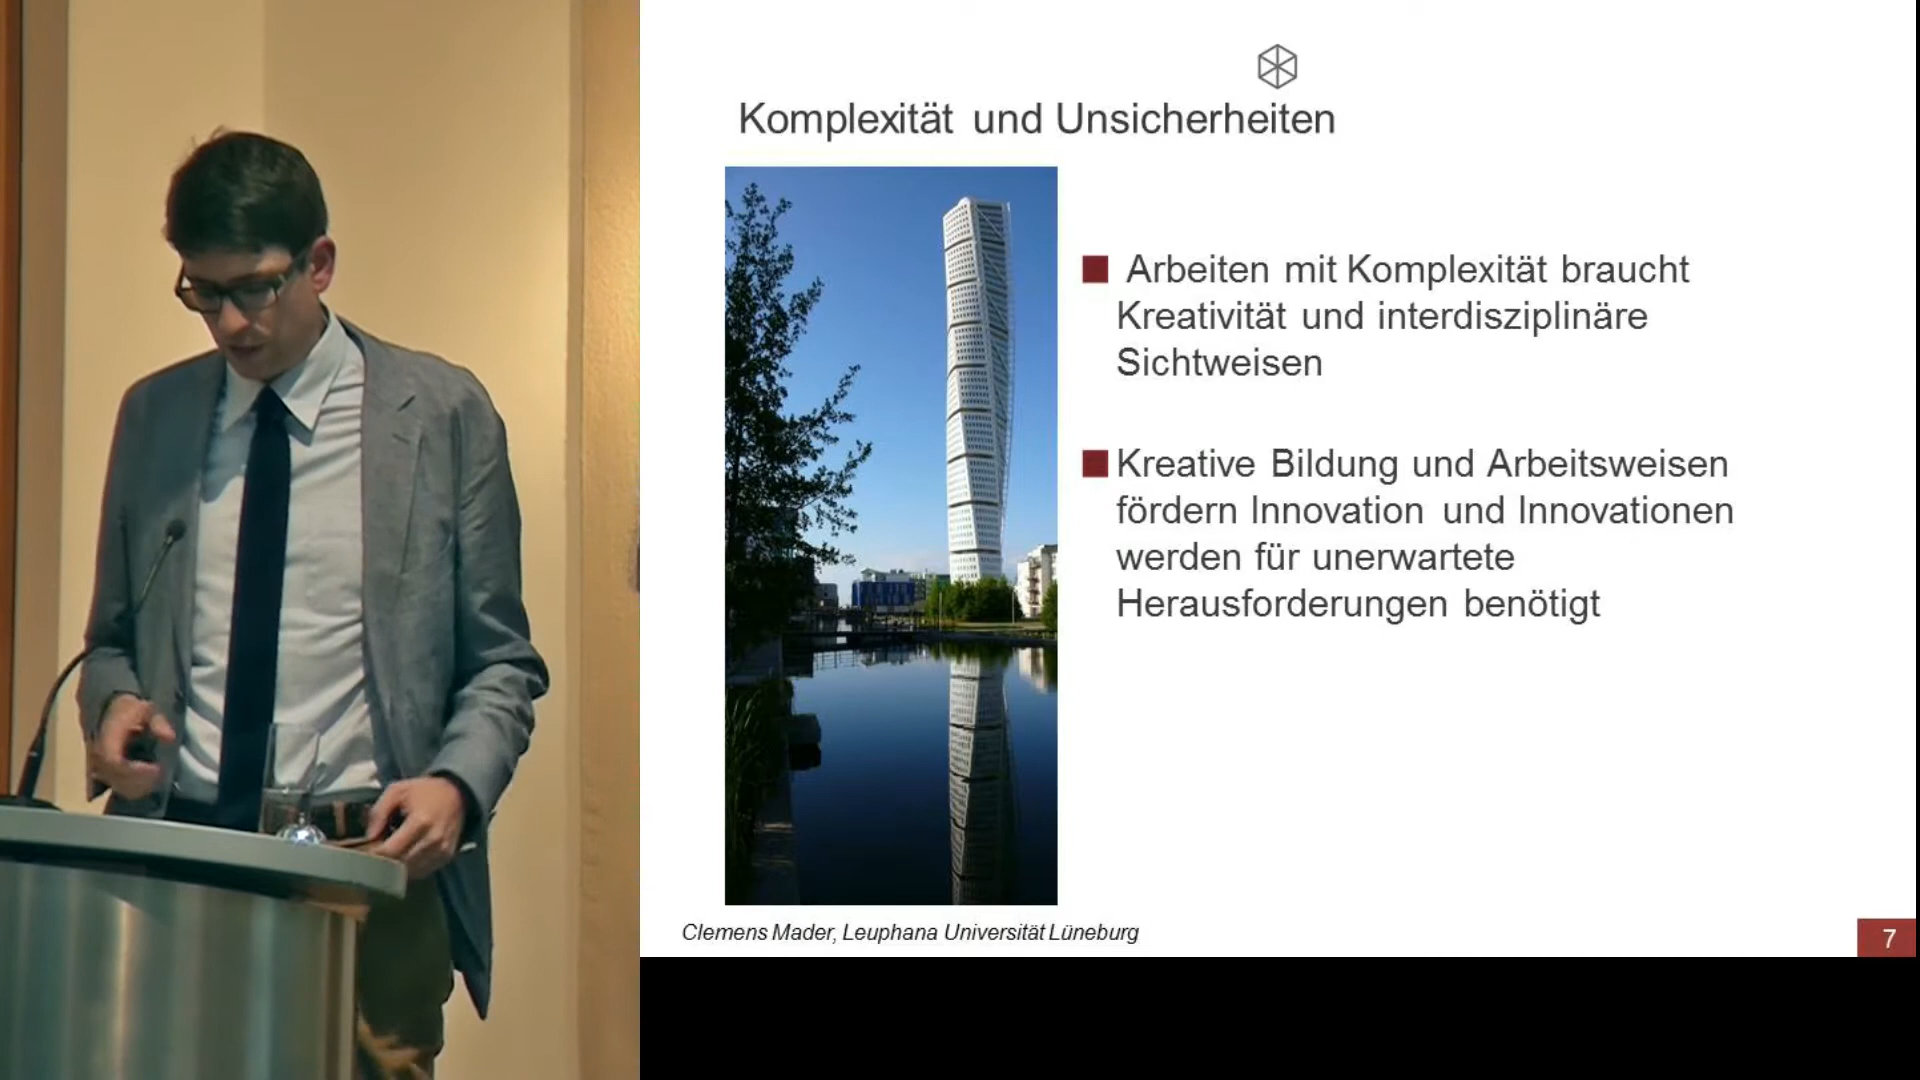 Komplexität und Unsicherheiten
Arbeiten mit Komplexität braucht
Kreativität und interdisziplinäre
Sichtweisen
Kreative Bildung und Arbeitsweisen
fördern Innovation und Innovationen
werden für unerwartete
Herausforderungen benötigt
Clemens Mader, Leuphana Universität Lüneburg
7